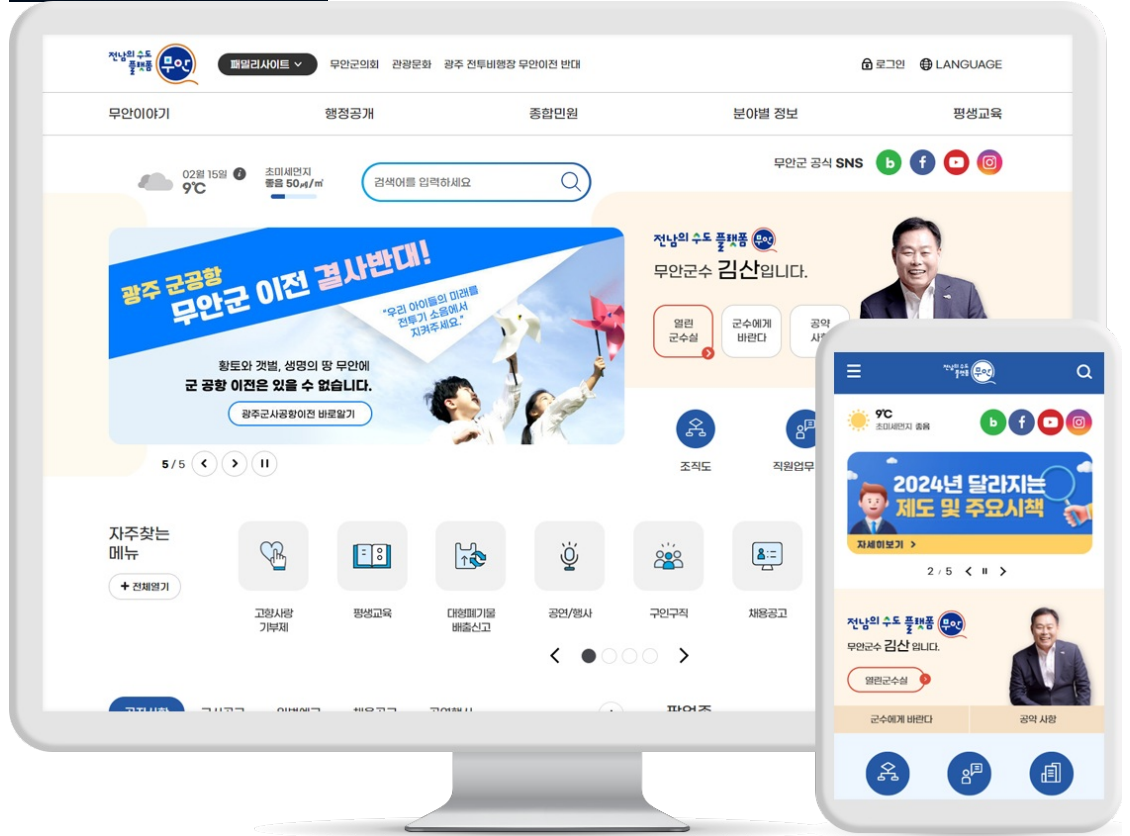 전남의 수도
플랫폼 무안
패밀리사이트
무안군의회 관광문화 광주 전투비행장 무안이전 반대
로그인 LANGUAGE
무안이야기 행정공개 종합민원 분야별 정보 평생교육
02월 15일
9℃
초미세먼지
좋음 50㎍/㎥
검색어를 입력하세요
무안군 공식 SNS
광주 군공항
무안군 이전 결사반대!
"우리 아이들의 미래를
전투기 소음에서
지켜주세요."
황토와 갯벌, 생명의 땅 무안에
군 공항 이전은 있을 수 없습니다.
광주군사공항이전 바로알기
5 / 5
전남의 수도 플랫폼 무안
무안군수 김산입니다.
열린
군수실
군수에게
바란다
공약
조직도
직원업무
자주찾는
메뉴
+ 전체열기
고향사랑
기부제
평생교육
대형폐기물
배출신고
공연/행사
구인구직
채용공고
전남의 수도
플랫폼 무안
9℃
초미세먼지 좋음
2024년 달라지는
제도 및 주요시책
자세히보기 >
2 / 5
전남의 수도 플랫폼 무안
무안군수 김산 입니다.
열린군수실
군수에게 바란다 공약 사항